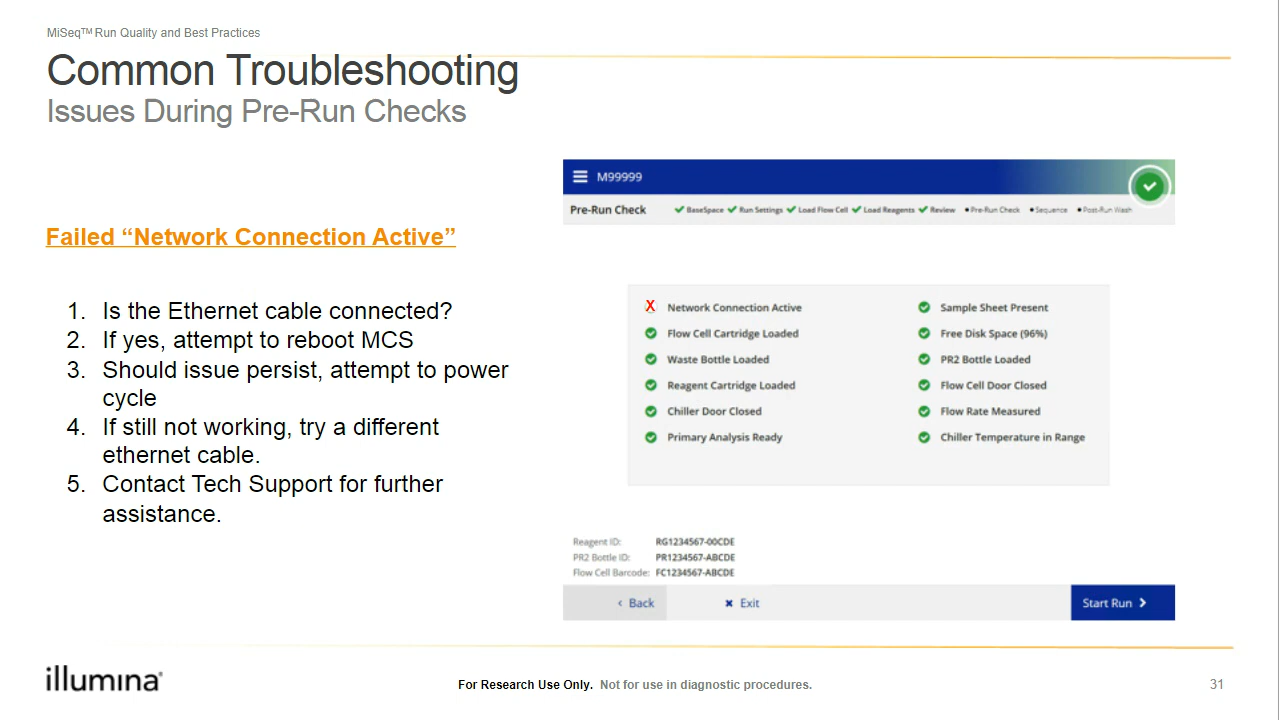 MiSeq™ Run Quality and Best Practices
Common Troubleshooting
Issues During Pre-Run Checks
Failed “Network Connection Active”
1. Is the Ethernet cable connected?
2. If yes, attempt to reboot MCS
3. Should issue persist, attempt to power
cycle
4. If still not working, try a different
ethernet cable.
5. Contact Tech Support for further
assistance.
M99999
Pre-Run Check
BaseSpace Run Settings Load Flow Cell Load Reagents Review Pre-Run Check Sequence Post-Run Wash
X Network Connection Active
Flow Cell Cartridge Loaded
Waste Bottle Loaded
Reagent Cartridge Loaded
Chiller Door Closed
Primary Analysis Ready
Sample Sheet Present
Free Disk Space (96%)
PR2 Bottle Loaded
Flow Cell Door Closed
Flow Rate Measured
Chiller Temperature in Range
Reagent ID: RG1234567-00CDE
PR2 Bottle ID: PR1234567-ABCDE
Flow Cell Barcode: FC1234567-ABCDE
Back
Exit
Start Run
illumina®
For Research Use Only. Not for use in diagnostic procedures.
31